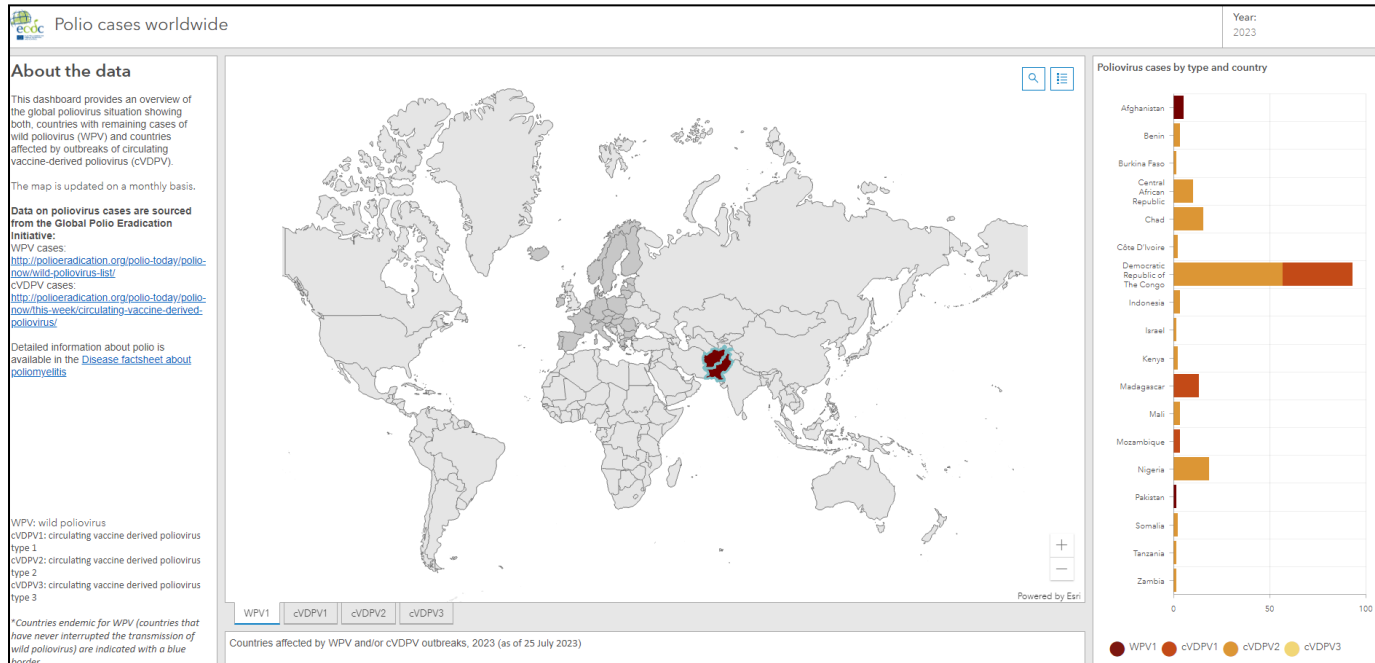 ecdc
Polio cases worldwide
Year:
2023
About the data
This dashboard provides an overview of
the global poliovirus situation showing
both, countries with remaining cases of
wild poliovirus (WPV) and countries
affected by outbreaks of circulating
vaccine-derived poliovirus (cVDPV).
The map is updated on a monthly basis.
Data on poliovirus cases are sourced
from the Global Polio Eradication
Initiative:
WPV cases:
http://polioeradication.org/polio-today/polio-
now/wild-poliovirus-list/
cVDPV cases:
http://polioeradication.org/polio-today/polio-
now/this-week/circulating-vaccine-derived-
poliovirus/
Detailed information about polio is
available in the Disease factsheet about
poliomyelitis
WPV: wild poliovirus
cVDPV1: circulating vaccine derived poliovirus
type 1
cVDPV2: circulating vaccine derived poliovirus
type 2
cVDPV3: circulating vaccine derived poliovirus
type 3
*Countries endemic for WPV (countries that
have never interrupted the transmission of
wild poliovirus) are indicated with a blue
border
Powered by Esri
WPV1 cVDPV1 cVDPV2 cVDPV3
Countries affected by WPV and/or cVDPV outbreaks, 2023 (as of 25 July 2023)
Poliovirus cases by type and country
Afghanistan
Benin
Burkina Faso
Central
African
Republic
Chad
Côte D'Ivoire
Democratic
Republic of
The Congo
Indonesia
Israel
Kenya
Madagascar
Mali
Mozambique
Nigeria
Pakistan
Somalia
Tanzania
Zambia
0 50 100
WPV1 cVDPV1 cVDPV2 cVDPV3